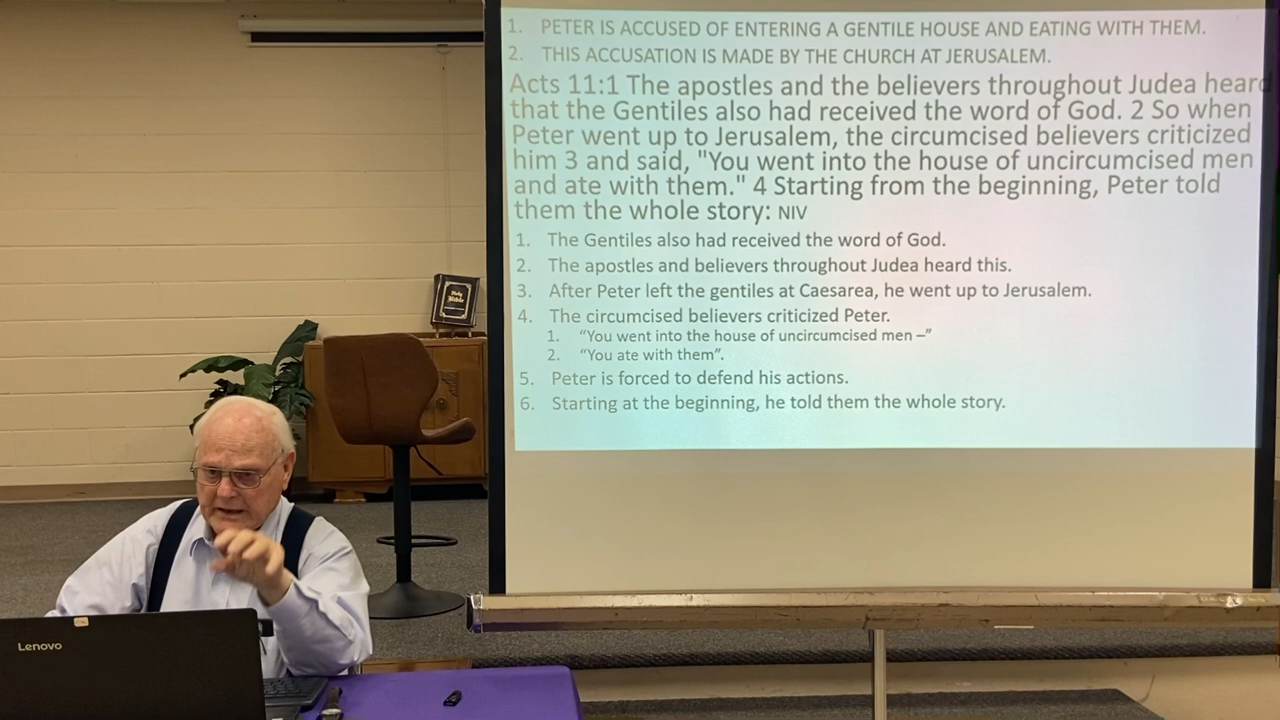 1. PETER IS ACCUSED OF ENTERING A GENTILE HOUSE AND EATING WITH THEM.
2. THIS ACCUSATION IS MADE BY THE CHURCH AT JERUSALEM.
Acts 11:1 The apostles and the believers throughout Judea heard
that the Gentiles also had received the word of God. 2 So when
Peter went up to Jerusalem, the circumcised believers criticized
him 3 and said, "You went into the house of uncircumcised men
and ate with them." 4 Starting from the beginning, Peter told
them the whole story: NIV
1. The Gentiles also had received the word of God.
2. The apostles and believers throughout Judea heard this.
3. After Peter left the gentiles at Caesarea, he went up to Jerusalem.
4. The circumcised believers criticized Peter.
1. “You went into the house of uncircumcised men –”
2. “You ate with them”.
5. Peter is forced to defend his actions.
6. Starting at the beginning, he told them the whole story.
Holy
Bible
Lenovo